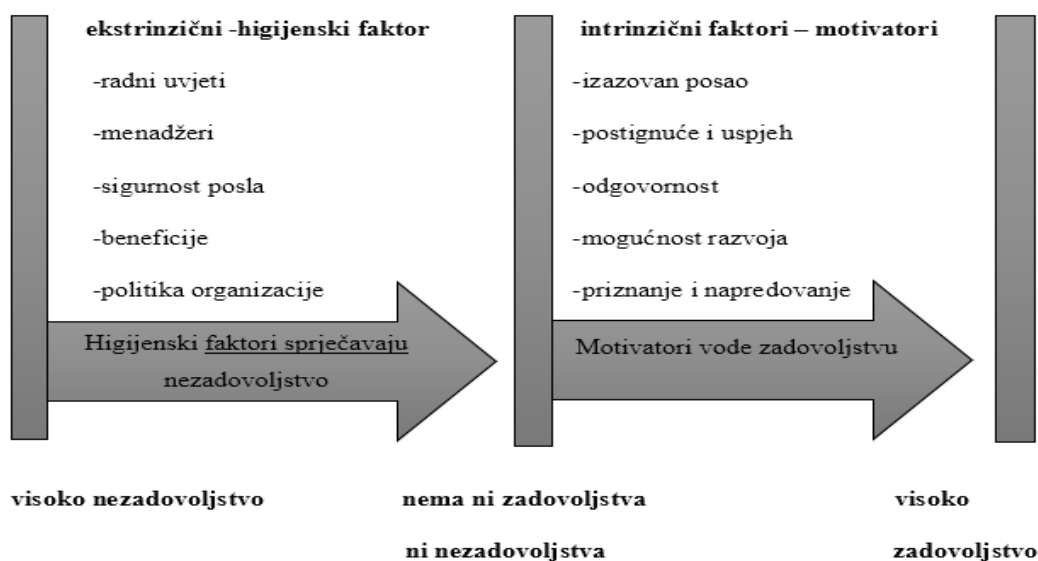 ekstrinzični -higijenski faktor
-radni uvjeti
-menadžeri
-sigurnost posla
-beneficije
-politika organizacije
Higijenski faktori sprječavaju
nezadovoljstvo
intrinzični faktori – motivatori
-izazovan posao
-postignuće i uspjeh
-odgovornost
-mogućnost razvoja
-priznanje i napredovanje
Motivatori vode zadovoljstvu
visoko nezadovoljstvo
nema ni zadovoljstva
ni nezadovoljstva
visoko
zadovoljstvo